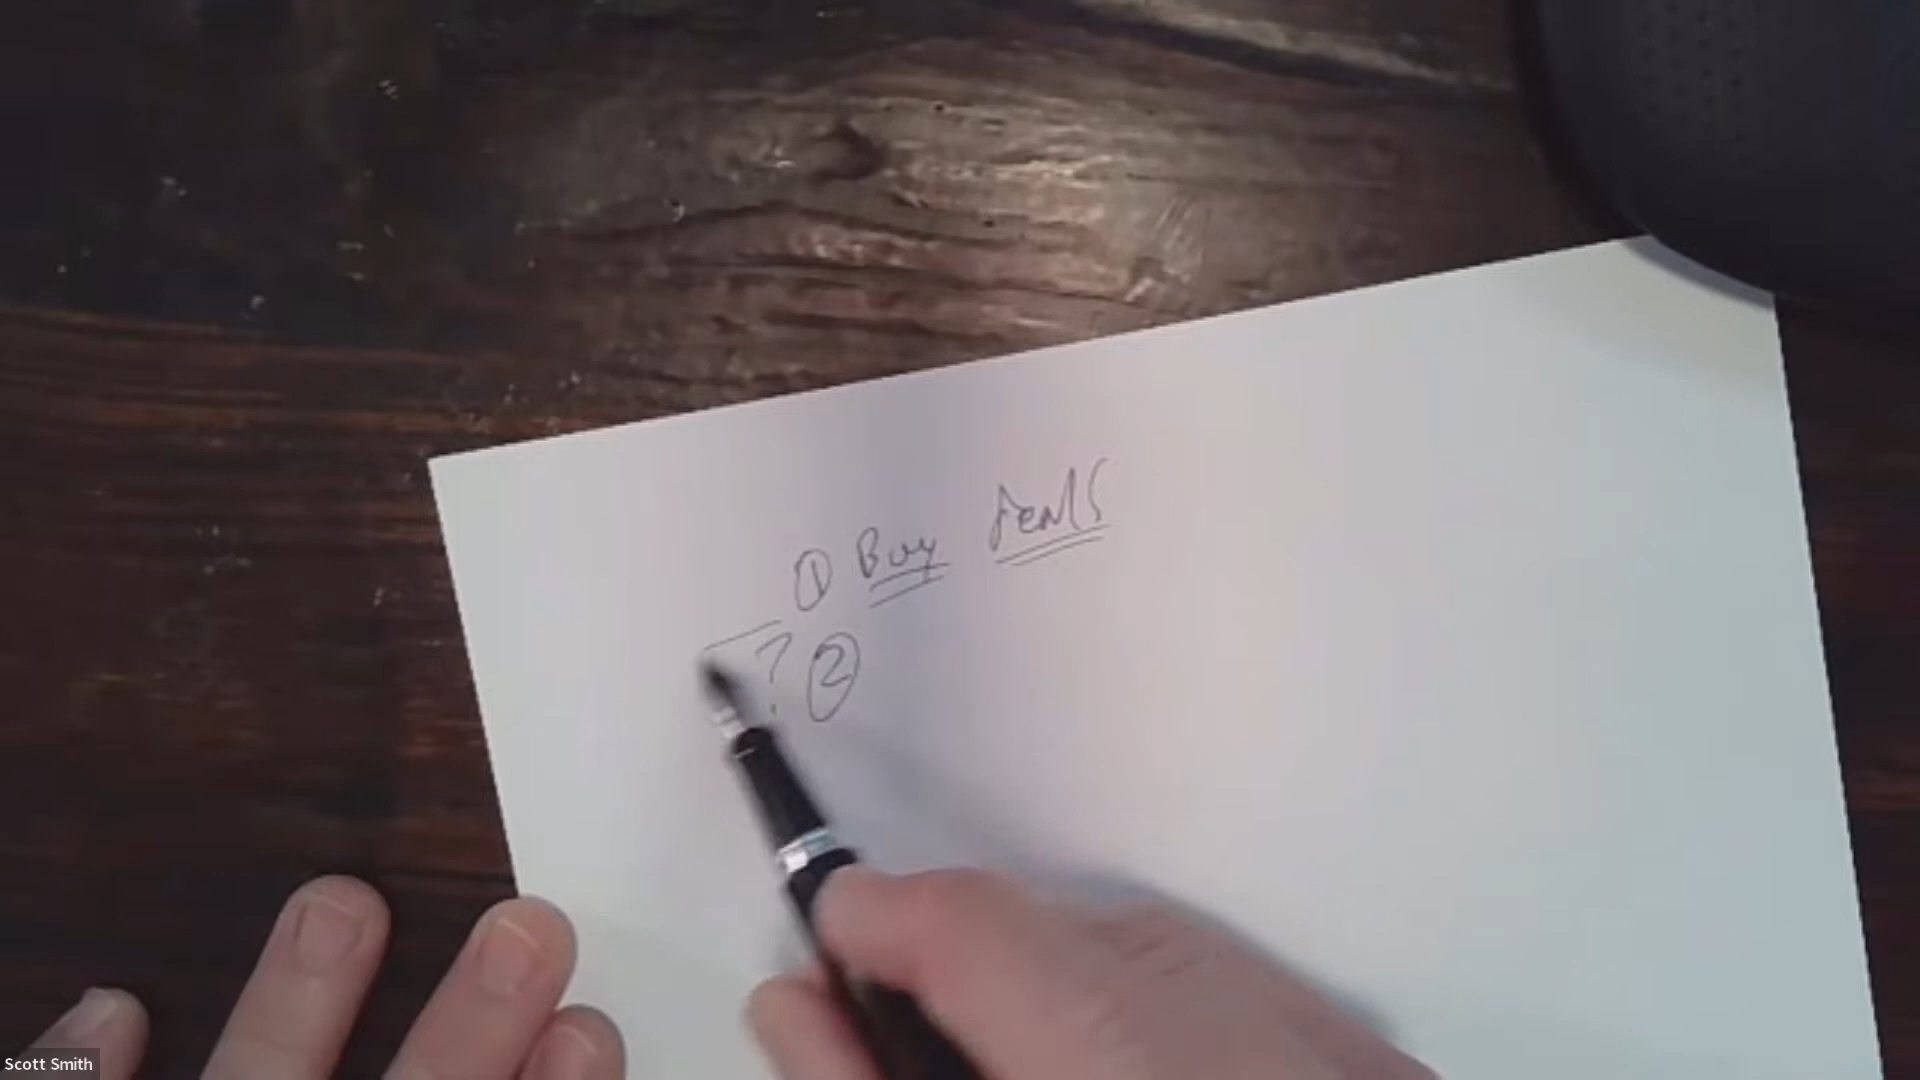 ① Buy deals
? ②
Scott Smith